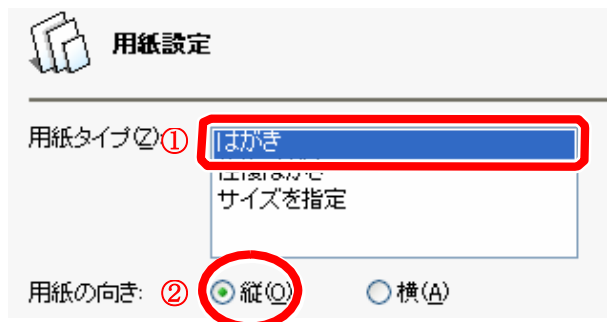 用紙設定
用紙タイプ(Z): ①
はがき
サイズを指定
用紙の向き: ② 縦(O) 横(A)